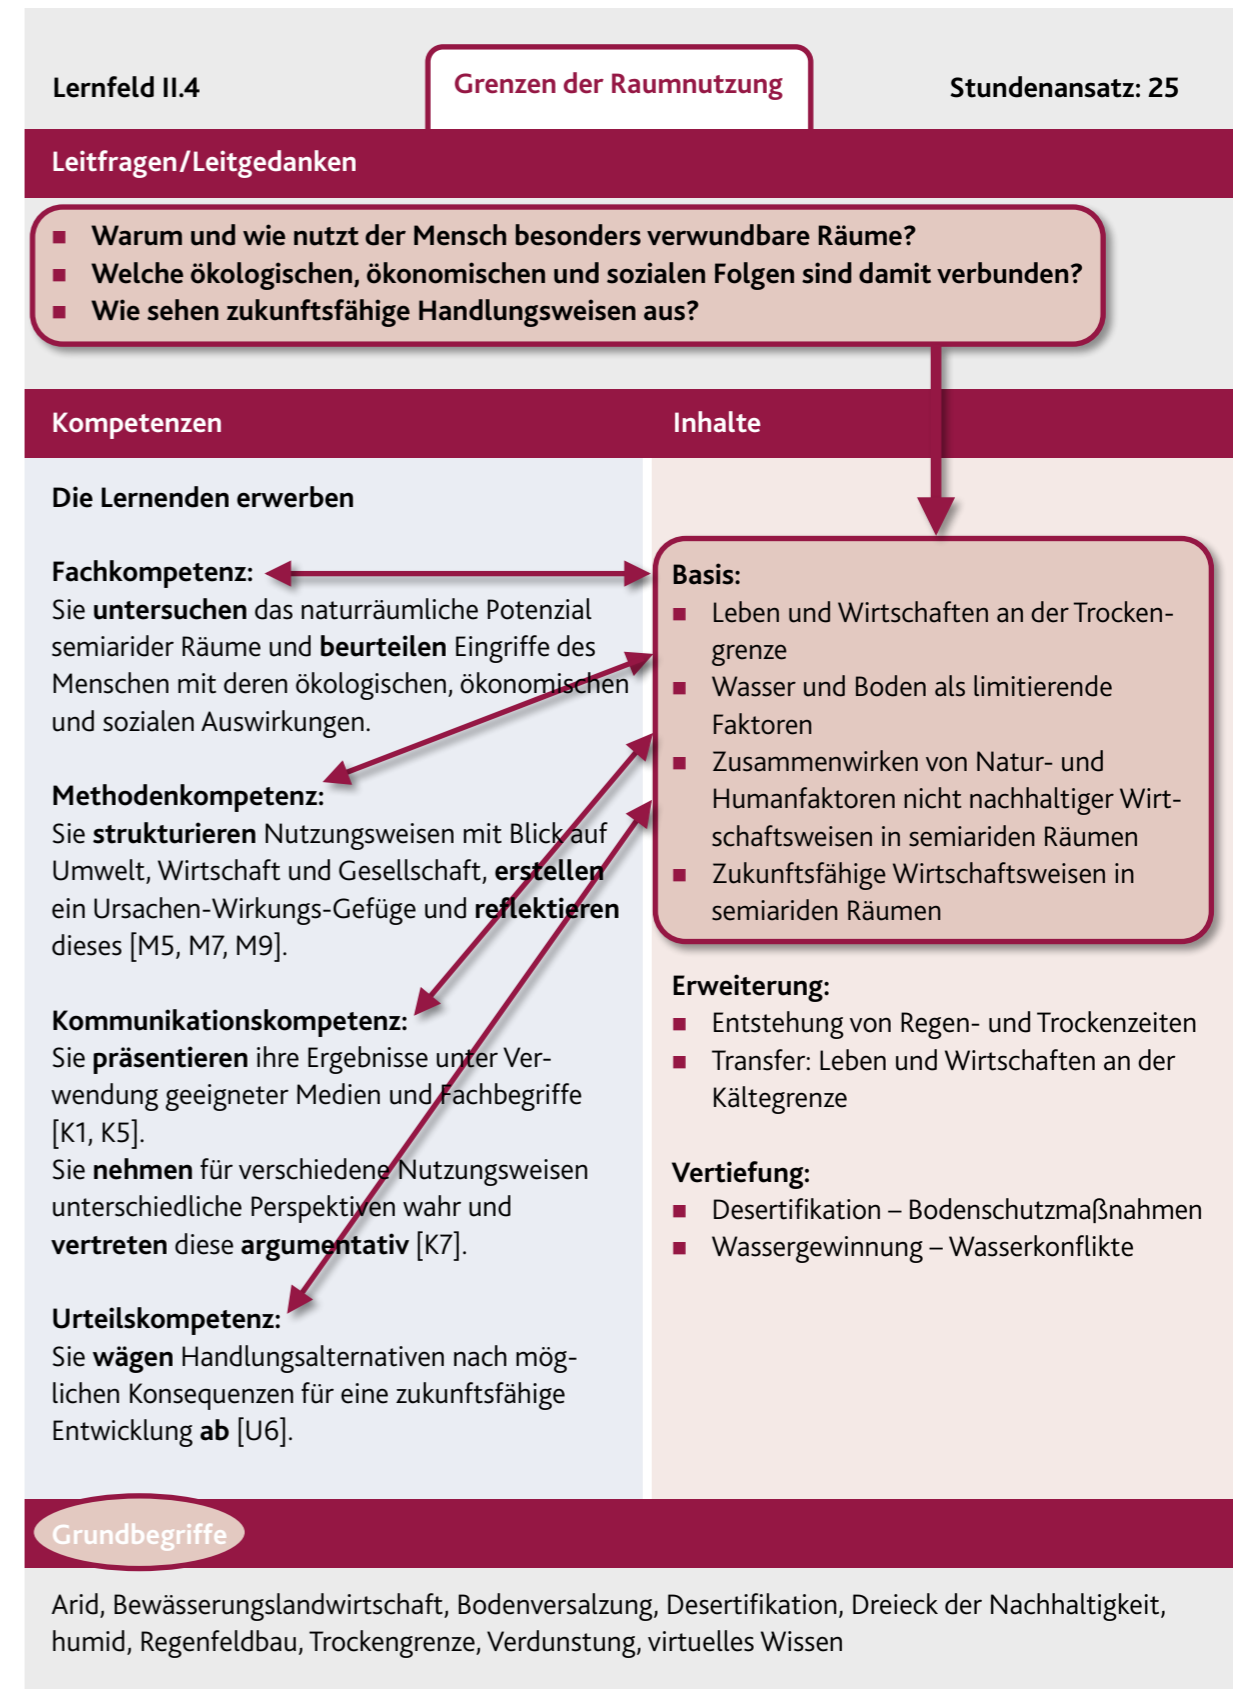 Lernfeld II.4
Grenzen der Raumnutzung
Stundenansatz: 25
Leitfragen/Leitgedanken
■ Warum und wie nutzt der Mensch besonders verwundbare Räume?
■ Welche ökologischen, ökonomischen und sozialen Folgen sind damit verbunden?
■ Wie sehen zukunftsfähige Handlungsweisen aus?
Kompetenzen
Die Lernenden erwerben
Fachkompetenz:
Sie untersuchen das naturräumliche Potenzial
semiarider Räume und beurteilen Eingriffe des
Menschen mit deren ökologischen, ökonomischen
und sozialen Auswirkungen.
Methodenkompetenz:
Sie strukturieren Nutzungsweisen mit Blick auf
Umwelt, Wirtschaft und Gesellschaft, erstellen
ein Ursachen-Wirkungs-Gefüge und reflektieren
dieses [M5, M7, M9].
Kommunikationskompetenz:
Sie präsentieren ihre Ergebnisse unter Ver-
wendung geeigneter Medien und Fachbegriffe
[K1, K5].
Sie nehmen für verschiedene Nutzungsweisen
unterschiedliche Perspektiven wahr und
vertreten diese argumentativ [K7].
Urteilskompetenz:
Sie wägen Handlungsalternativen nach mög-
lichen Konsequenzen für eine zukunftsfähige
Entwicklung ab [U6].
Inhalte
Basis:
■ Leben und Wirtschaften an der Trocken-
grenze
■ Wasser und Boden als limitierende
Faktoren
■ Zusammenwirken von Natur- und
Humanfaktoren nicht nachhaltiger Wirt-
schaftsweisen in semiariden Räumen
■ Zukunftsfähige Wirtschaftsweisen in
semiariden Räumen
Erweiterung:
■ Entstehung von Regen- und Trockenzeiten
■ Transfer: Leben und Wirtschaften an der
Kältegrenze
Vertiefung:
■ Desertifikation – Bodenschutzmaßnahmen
■ Wassergewinnung – Wasserkonflikte
Grundbegriffe
Arid, Bewässerungslandwirtschaft, Bodenversalzung, Desertifikation, Dreieck der Nachhaltigkeit,
humid, Regenfeldbau, Trockengrenze, Verdunstung, virtuelles Wissen